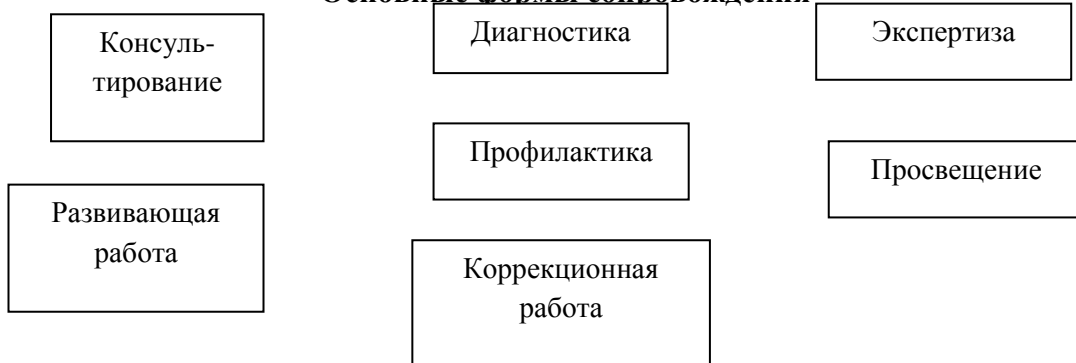 Основные формы сопровождения
Консуль-
тирование
Диагностика
Экспертиза
Профилактика
Просвещение
Развивающая
работа
Коррекционная
работа